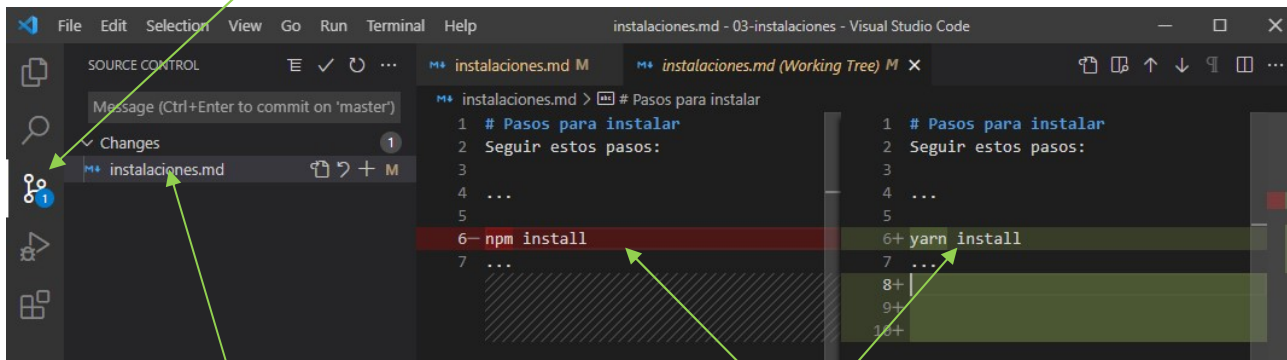 File Edit Selection View Go Run Terminal Help instalaciones.md - 03-instalaciones - Visual Studio Code
SOURCE CONTROL
Message (Ctrl+Enter to commit on 'master')
Changes 1
instalaciones.md M
1
instalaciones.md M
instalaciones.md (Working Tree) M
instalaciones.md > # Pasos para instalar
1 # Pasos para instalar
2 Seguir estos pasos:
3
4 ...
5
6− npm install
7 ...
1 # Pasos para instalar
2 Seguir estos pasos:
3
4 ...
5
6+ yarn install
7 ...
8+
9+
10+